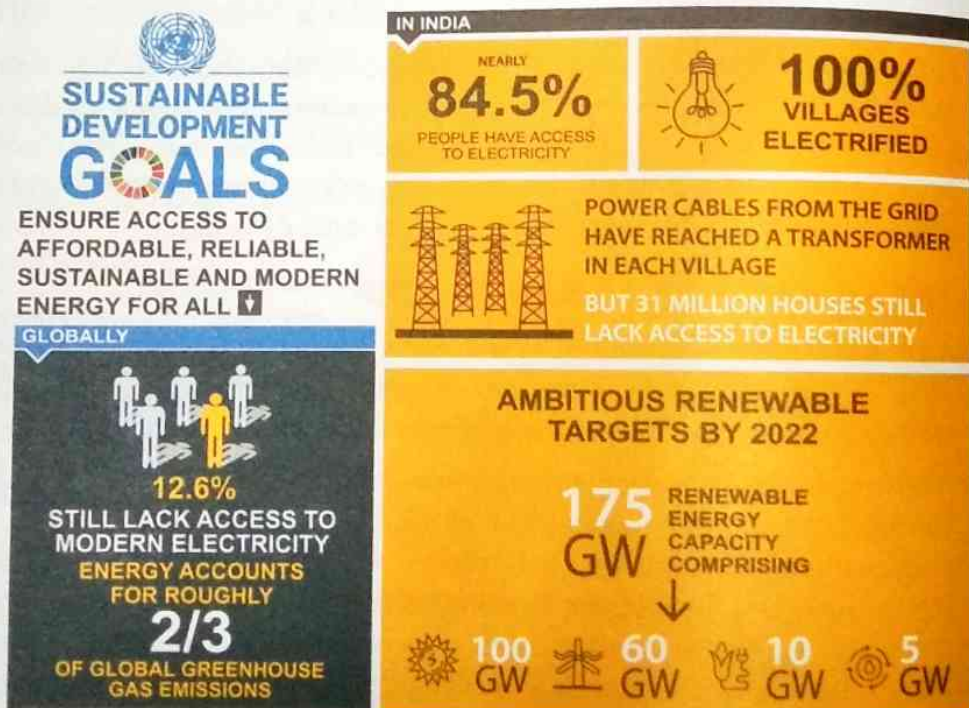 SUSTAINABLE
DEVELOPMENT
GOALS
ENSURE ACCESS TO
AFFORDABLE, RELIABLE,
SUSTAINABLE AND MODERN
ENERGY FOR ALL
GLOBALLY
12.6%
STILL LACK ACCESS TO
MODERN ELECTRICITY
ENERGY ACCOUNTS
FOR ROUGHLY
2/3
OF GLOBAL GREENHOUSE
GAS EMISSIONS
IN INDIA
NEARLY
84.5%
PEOPLE HAVE ACCESS
TO ELECTRICITY
100%
VILLAGES
ELECTRIFIED
POWER CABLES FROM THE GRID
HAVE REACHED A TRANSFORMER
IN EACH VILLAGE
BUT 31 MILLION HOUSES STILL
LACK ACCESS TO ELECTRICITY
AMBITIOUS RENEWABLE
TARGETS BY 2022
175
GW
RENEWABLE
ENERGY
CAPACITY
COMPRISING
100
GW
60
GW
10
GW
5
GW